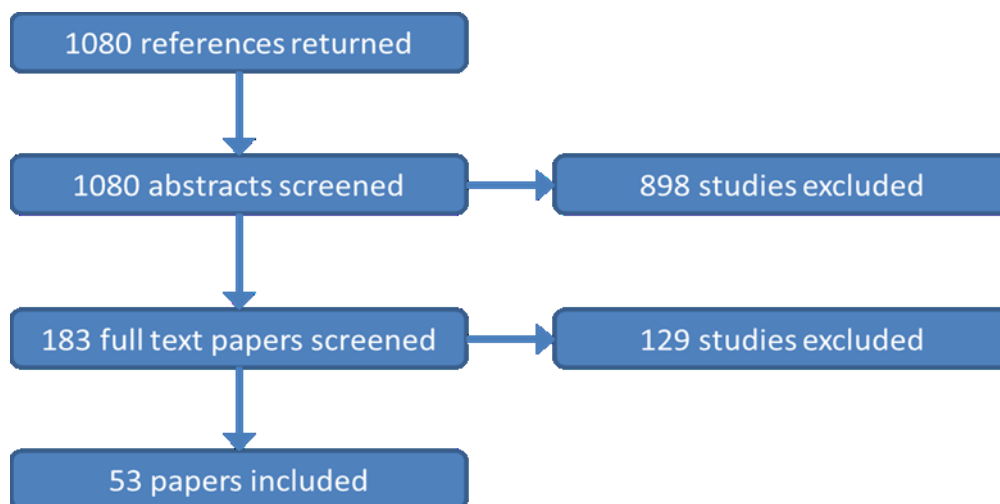 1080 references returned
1080 abstracts screened
898 studies excluded
183 full text papers screened
129 studies excluded
53 papers included